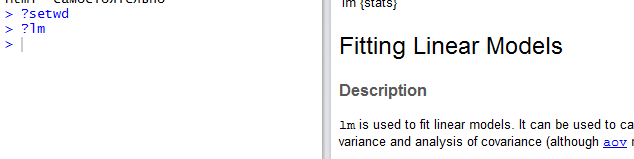 > ?setwd
> ?lm
>
lm {stats}
Fitting Linear Models
Description
lm is used to fit linear models. It can be used to ca
variance and analysis of covariance (although aov